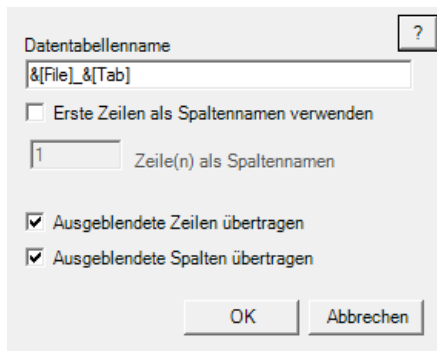 ?
Datentabellenname
&[File]_&[Tab]
Erste Zeilen als Spaltennamen verwenden
1
Zeile(n) als Spaltennamen
Ausgeblendete Zeilen übertragen
Ausgeblendete Spalten übertragen
OK
Abbrechen